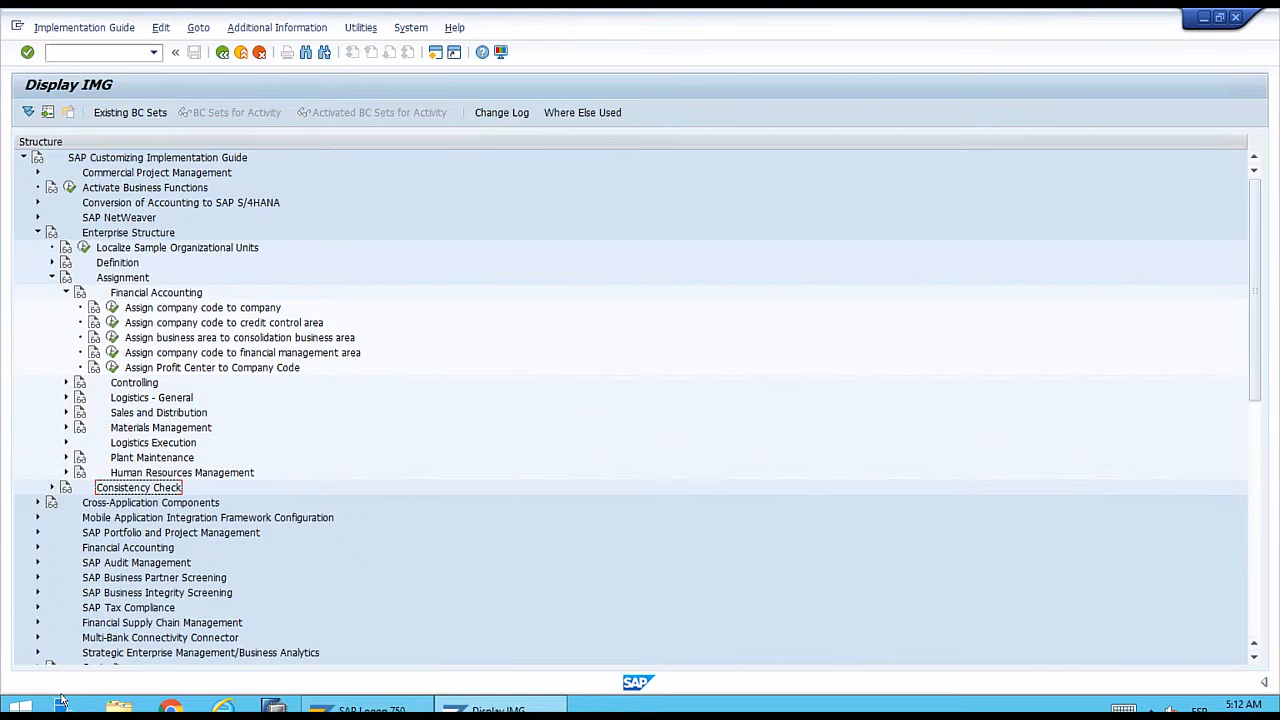 Implementation Guide Edit Goto Additional Information Utilities System Help
Display IMG
Existing BC Sets BC Sets for Activity Activated BC Sets for Activity Change Log Where Else Used
Structure
SAP Customizing Implementation Guide
Commercial Project Management
Activate Business Functions
Conversion of Accounting to SAP S/4HANA
SAP NetWeaver
Enterprise Structure
Localize Sample Organizational Units
Definition
Assignment
Financial Accounting
Assign company code to company
Assign company code to credit control area
Assign business area to consolidation business area
Assign company code to financial management area
Assign Profit Center to Company Code
Controlling
Logistics - General
Sales and Distribution
Materials Management
Logistics Execution
Plant Maintenance
Human Resources Management
Consistency Check
Cross-Application Components
Mobile Application Integration Framework Configuration
SAP Portfolio and Project Management
Financial Accounting
SAP Audit Management
SAP Business Partner Screening
SAP Business Integrity Screening
SAP Tax Compliance
Financial Supply Chain Management
Multi-Bank Connectivity Connector
Strategic Enterprise Management/Business Analytics
SAP
SAP Logon 750 Display IMG 5:12 AM